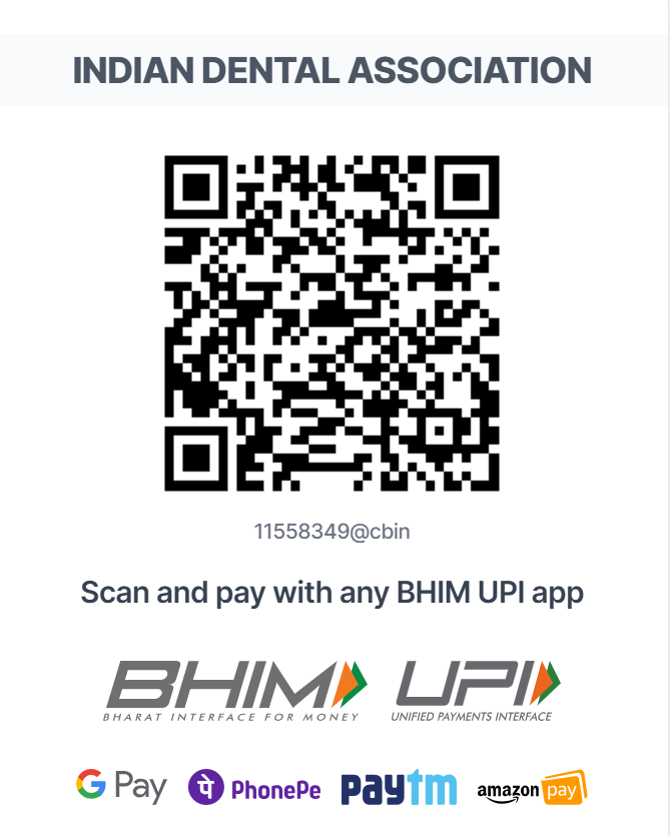 INDIAN DENTAL ASSOCIATION
11558349@cbin
Scan and pay with any BHIM UPI app
BHIM UPI
BHARAT INTERFACE FOR MONEY UNIFIED PAYMENTS INTERFACE
G Pay पे PhonePe paytm amazon pay